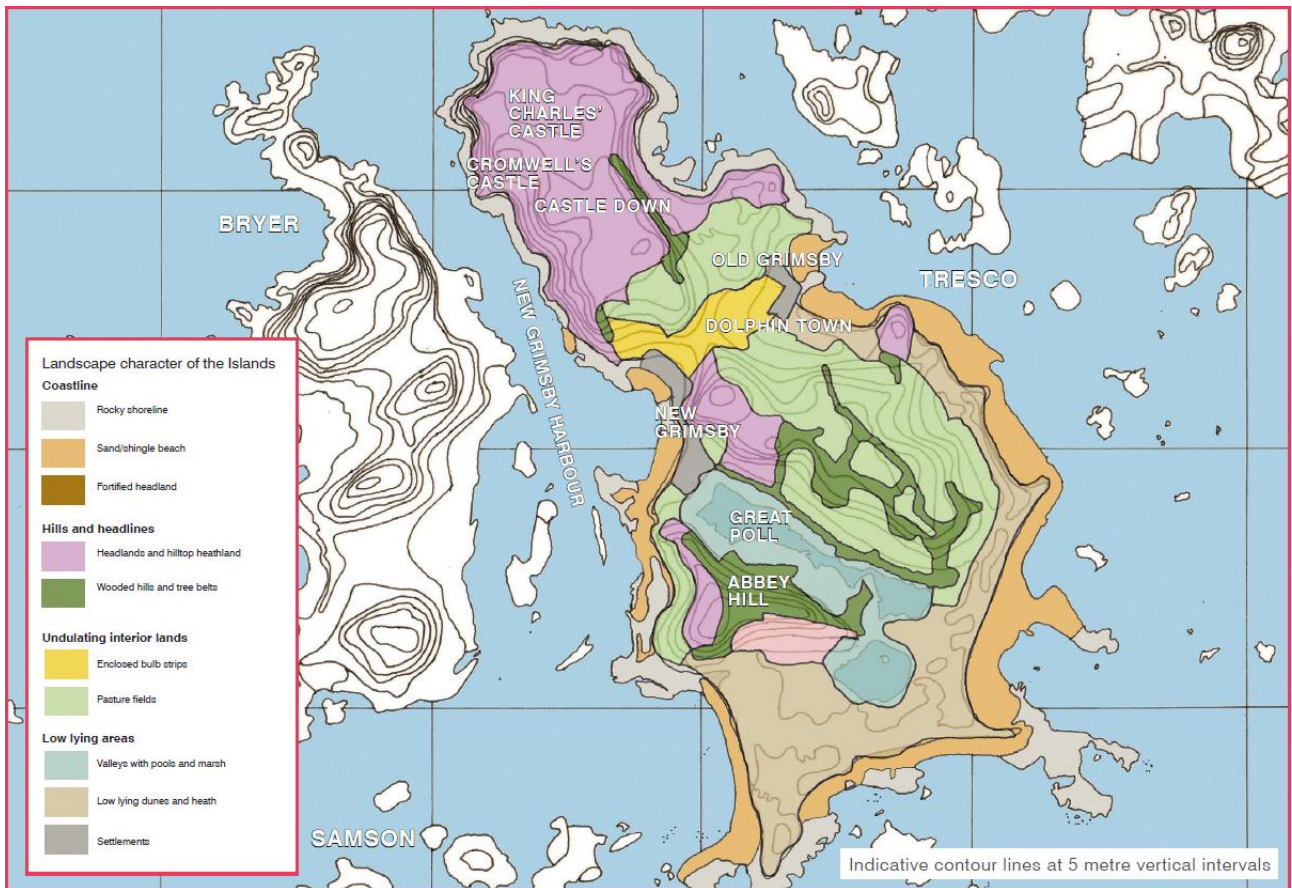 KING
CHARLES'
CASTLE
CROMWELL'S
CASTLE
CASTLE DOWN
BRYER
OLD GRIMSBY
TRESCO
NEW GRIMSBY HARBOUR
DOLPHIN TOWN
NEW
GRIMSBY
GREAT
POLL
ABBEY
HILL
SAMSON
Landscape character of the Islands
Coastline
Rocky shoreline
Sand/shingle beach
Fortified headland
Hills and headlines
Headlands and hilltop heathland
Wooded hills and tree belts
Undulating interior lands
Enclosed bulb strips
Pasture fields
Low lying areas
Valleys with pools and marsh
Low lying dunes and heath
Settlements
Indicative contour lines at 5 metre vertical intervals